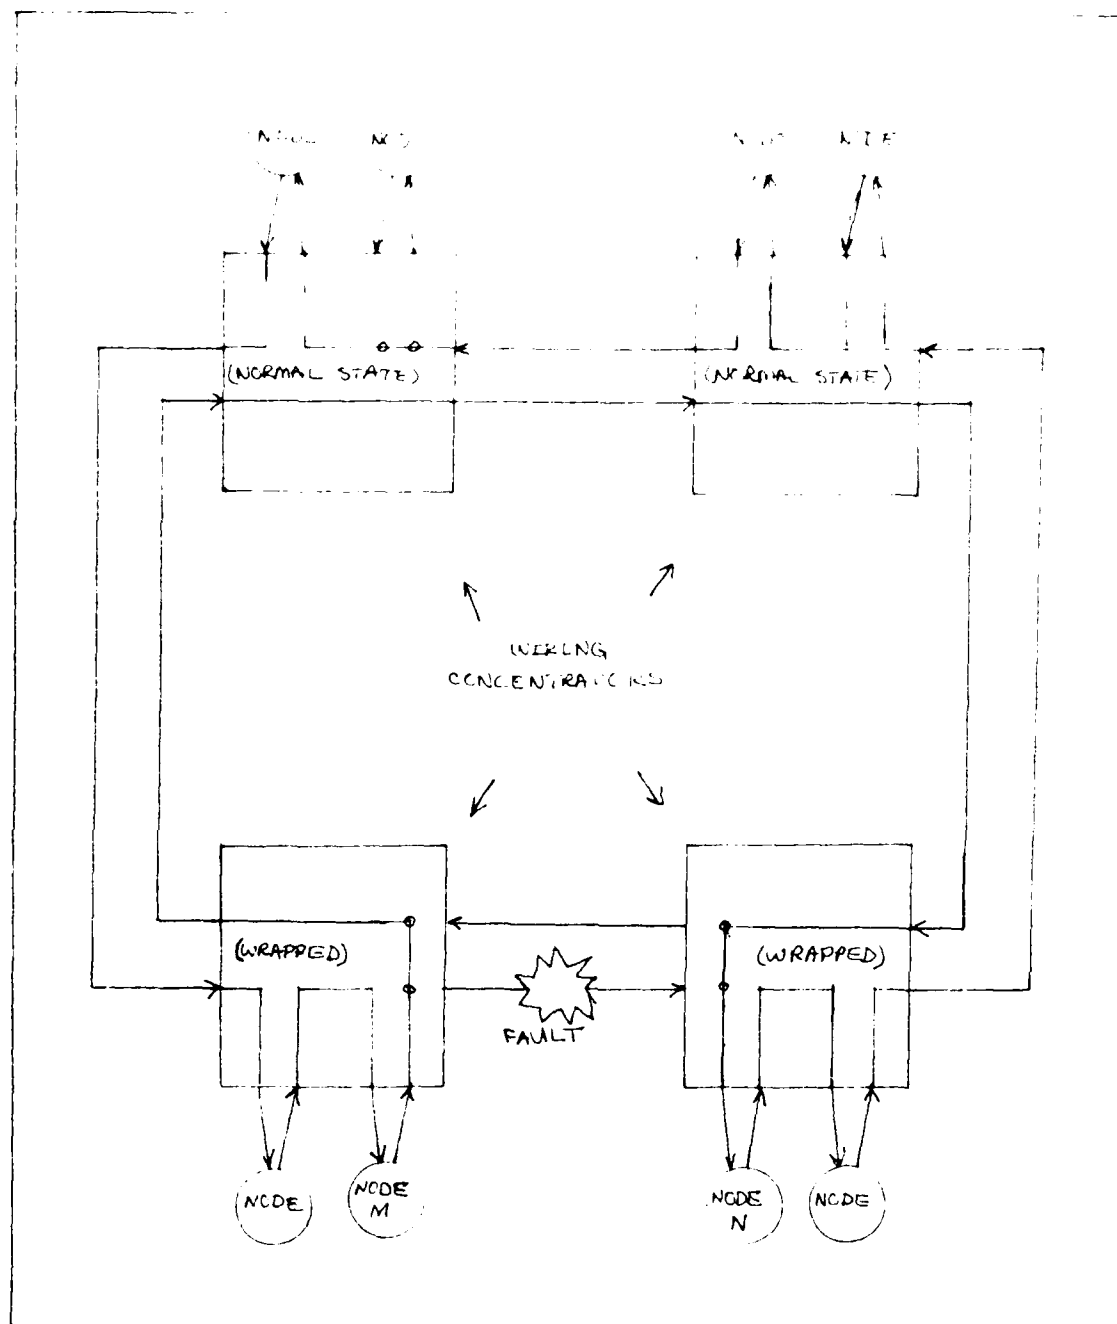 (NORMAL STATE)
(NORMAL STATE)
WIRING
CONCENTRATORS
(WRAPPED)
(WRAPPED)
FAULT
NODE
NODE
M
NODE
N
NODE